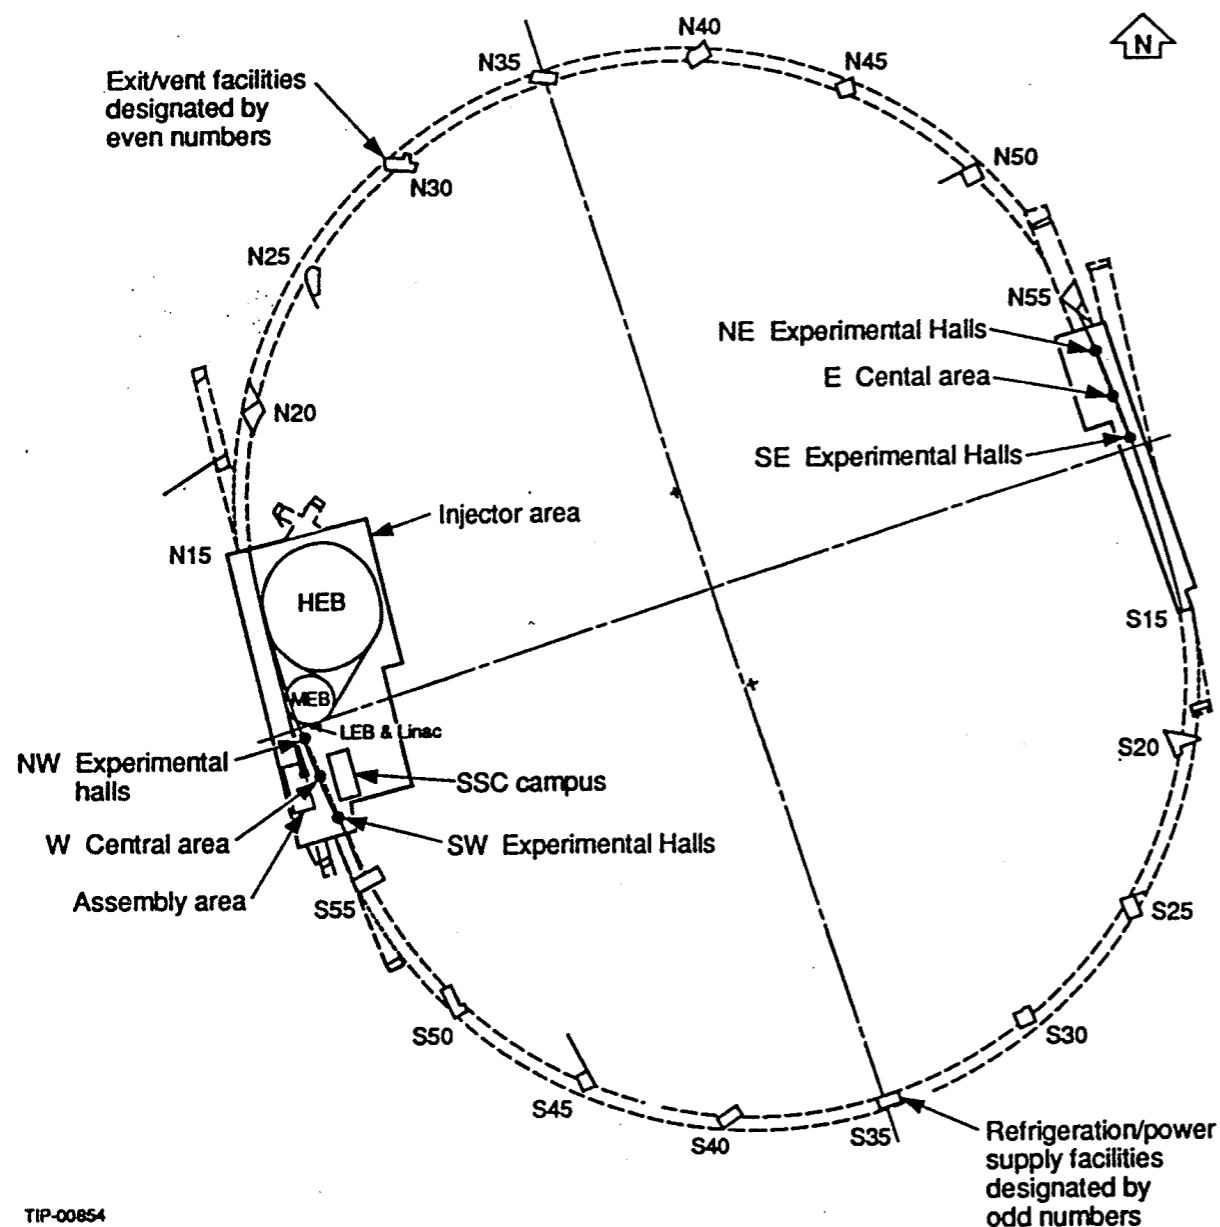 N40
N
N35
N45
Exit/vent facilities
designated by
even numbers
N50
N30
N25
N55
NE Experimental Halls
E Cental area
N20
SE Experimental Halls
Injector area
N15
HEB
S15
MEB
LEB & Linac
S20
NW Experimental
halls
SSC campus
W Central area
SW Experimental Halls
Assembly area
S55
S25
S50
S30
S45
S40
S35
Refrigeration/power
supply facilities
designated by
odd numbers
TIP-00854